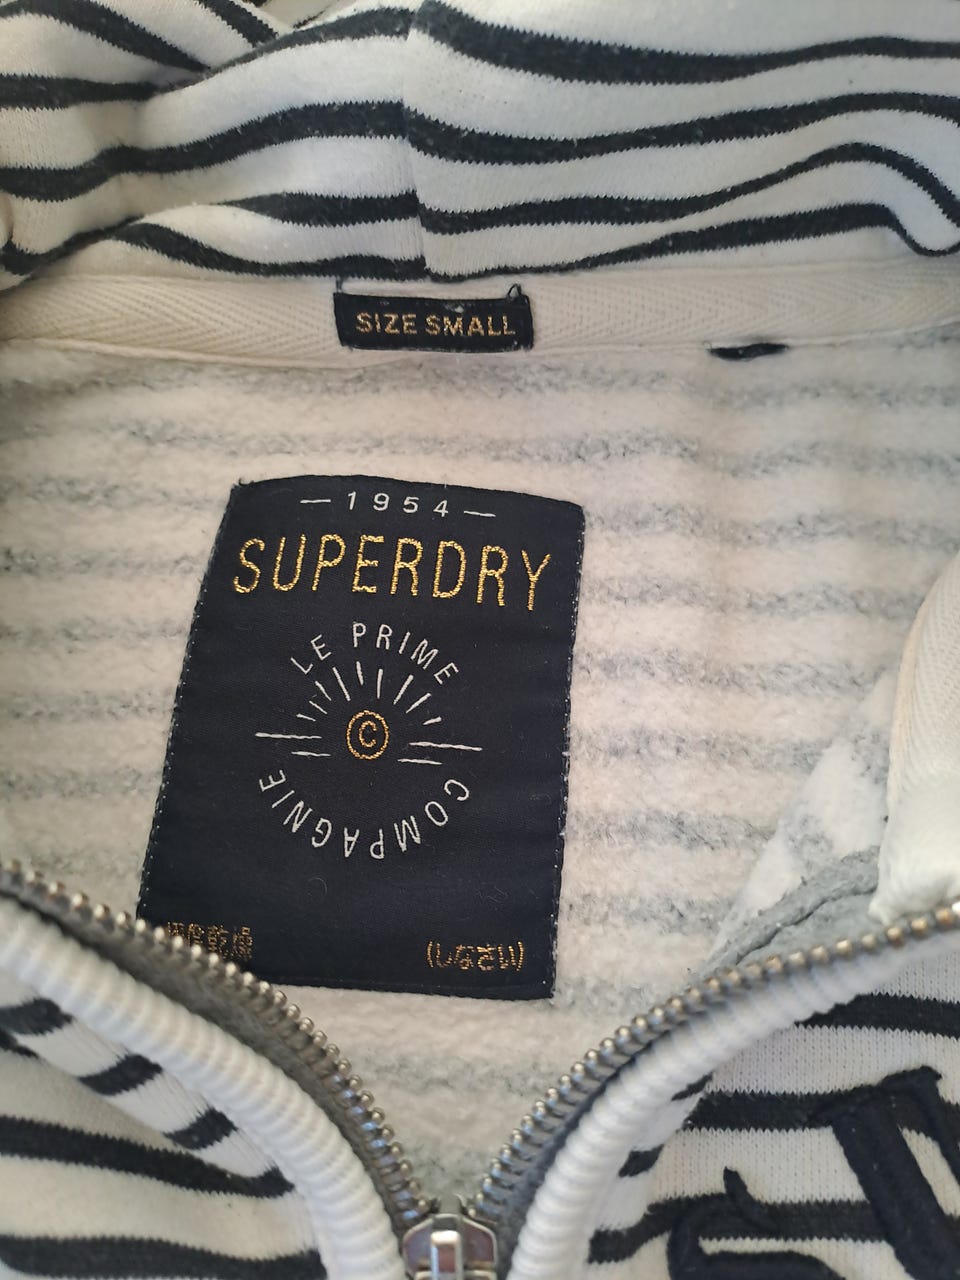 SIZE SMALL
— 1954 —
SUPERDRY
LE PRIME
©
COMPAGNIE
極度乾燥 (しなさい)